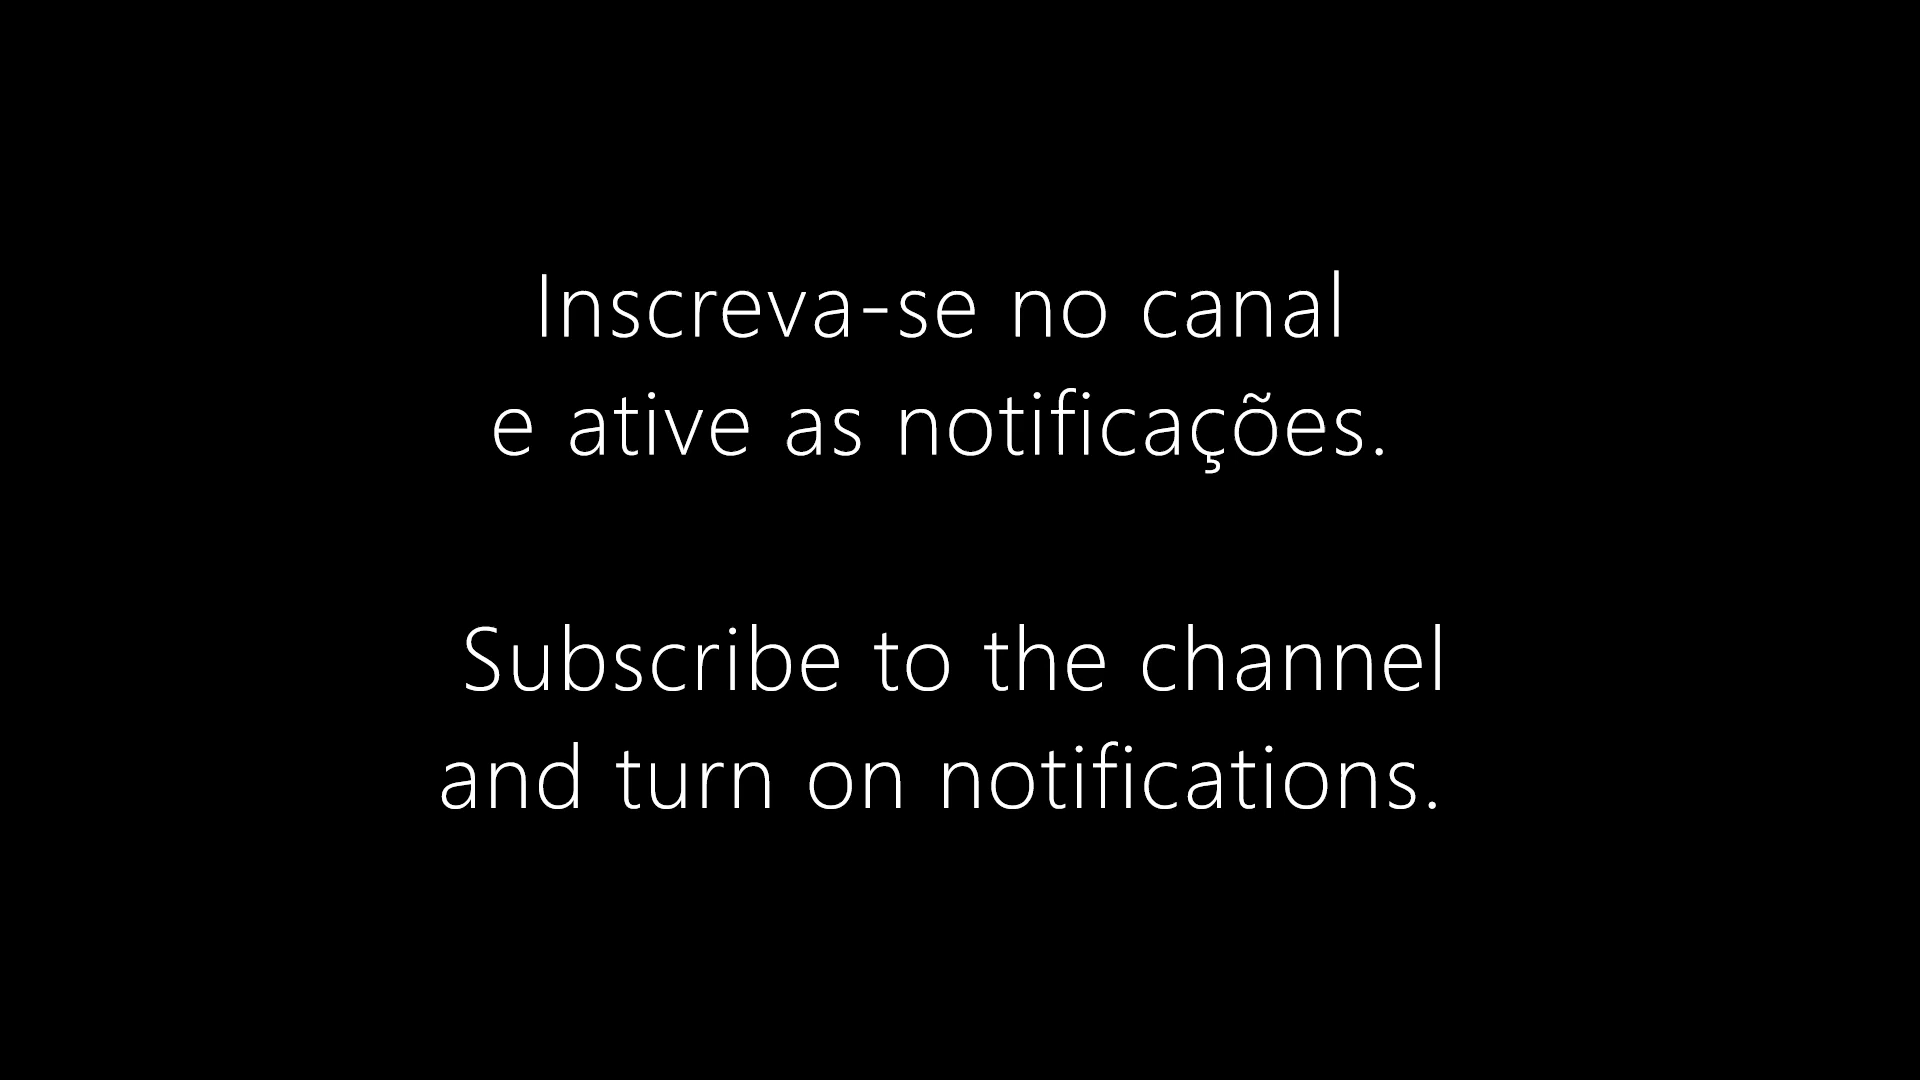 Inscreva-se no canal
e ative as notificações.
Subscribe to the channel
and turn on notifications.